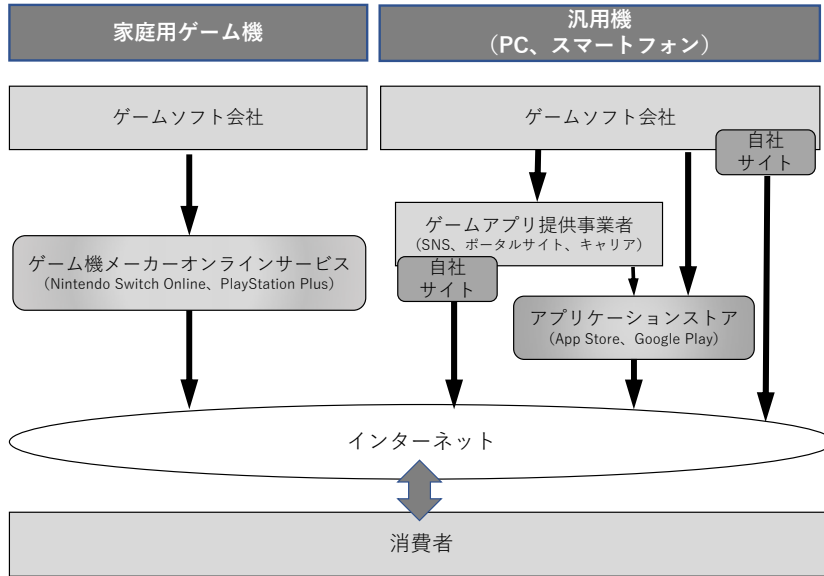 家庭用ゲーム機
汎用機
（PC、スマートフォン）
ゲームソフト会社
ゲームソフト会社
自社
サイト
ゲームアプリ提供事業者
（SNS、ポータルサイト、キャリア）
自社
サイト
ゲーム機メーカーオンラインサービス
（Nintendo Switch Online、PlayStation Plus）
アプリケーションストア
（App Store、Google Play）
インターネット
消費者